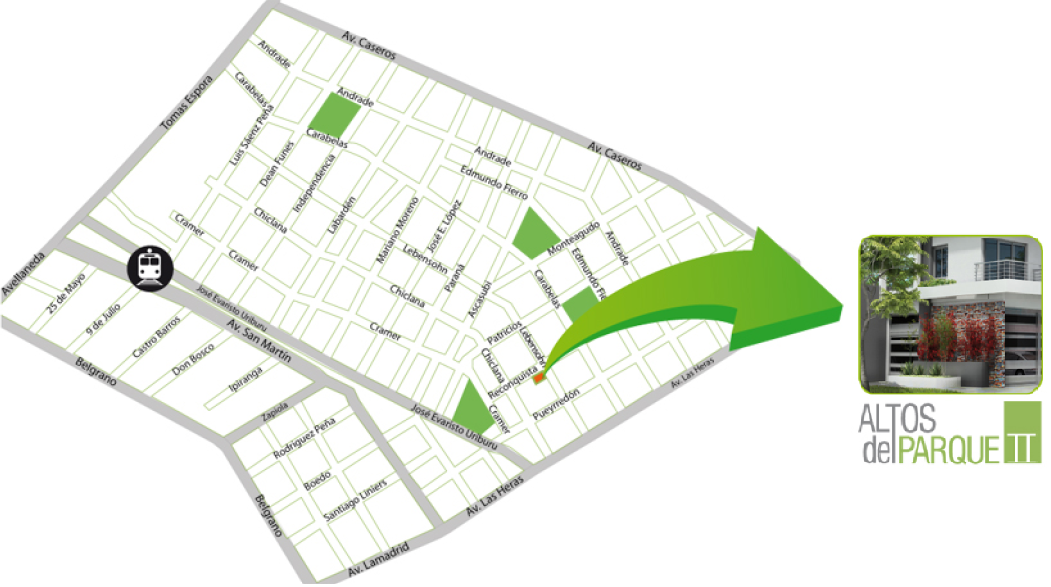 Av. Caseros
Andrade
Carabelas
Tomas Espora
Andrade
Luis Sáenz Peña
Carabelas
Dean Funes
Independencia
Av. Caseros
Andrade
Edmundo Fierro
Labardén
Mariano Moreno
José E. López
Chiclana
Cramer
Monteagudo
Andrade
Lebensohn
Cramer
Paraná
Edmundo Fie
Carabelas
Avellaneda
25 de Mayo
Chiclana
Ascasubi
José Evaristo Uriburu
9 de Julio
Av. San Martín
Cramer
Patricios
Lebensohn
Castro Barros
Don Bosco
Chiclana
Belgrano
Ipiranga
Reconquista
Av. Las Heras
Pueyrredón
Zapiola
José Evaristo Uriburu
Cramer
Rodriguez Peña
Boedo
Santiago Liniers
Av. Las Heras
Belgrano
Av. Lamadrid
ALTOS
delPARQUE II